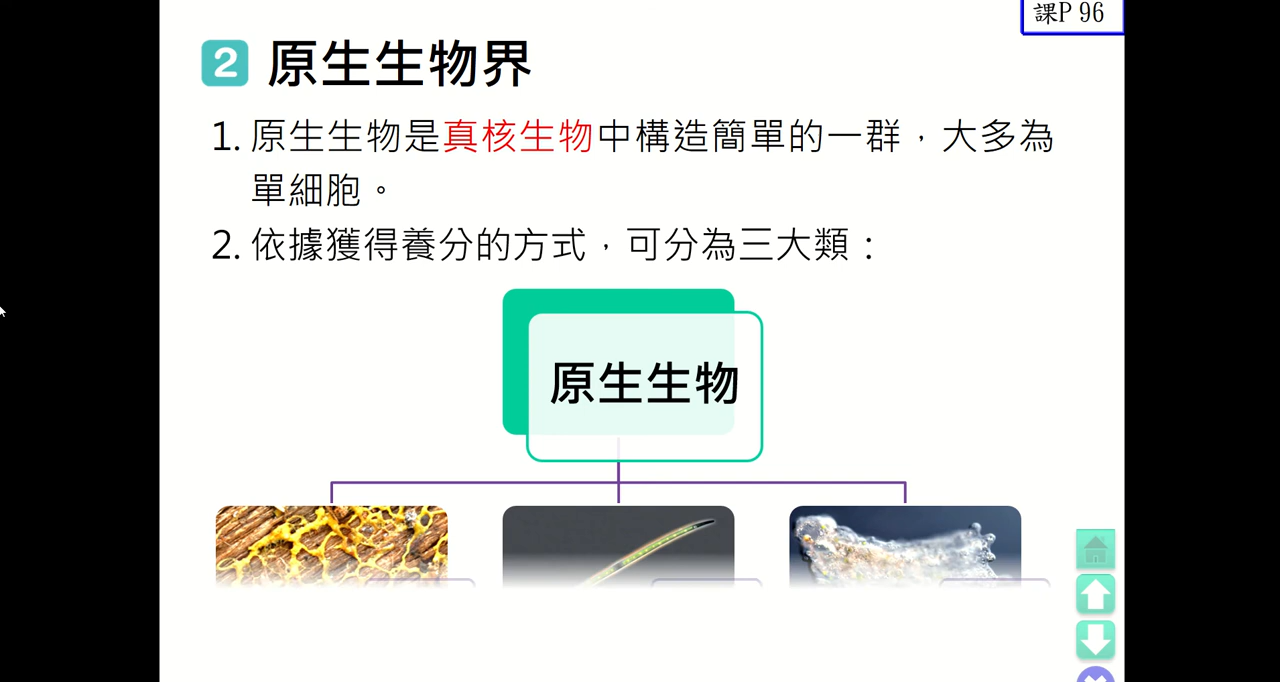 課P 96
2 原生生物界
1. 原生生物是真核生物中構造簡單的一群，大多為
單細胞。
2. 依據獲得養分的方式，可分為三大類：
原生生物